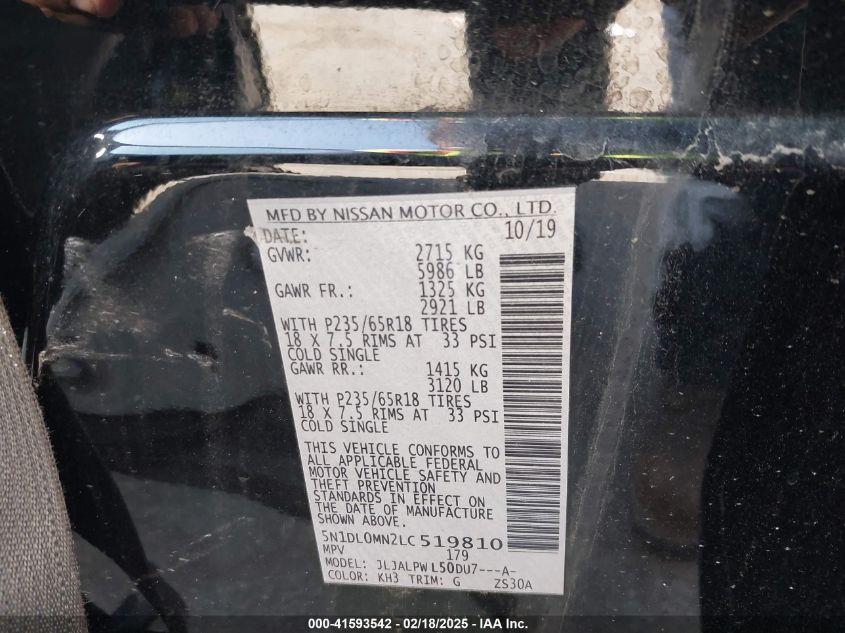 MFD BY NISSAN MOTOR CO., LTD.
DATE: 10/19
GVWR: 2715 KG
5986 LB
GAWR FR.: 1325 KG
2921 LB
WITH P235/65R18 TIRES
18 X 7.5 RIMS AT 33 PSI
COLD SINGLE
GAWR RR.: 1415 KG
3120 LB
WITH P235/65R18 TIRES
18 X 7.5 RIMS AT 33 PSI
COLD SINGLE
THIS VEHICLE CONFORMS TO
ALL APPLICABLE FEDERAL
MOTOR VEHICLE SAFETY AND
THEFT PREVENTION
STANDARDS IN EFFECT ON
THE DATE OF MANUFACTURE
SHOWN ABOVE.
5N1DL0MN2LC519810
MPV 179
MODEL: JLJALPWL50DU7---A-
COLOR: KH3 TRIM: G ZS30A
000-41593542 - 02/18/2025 - IAA Inc.